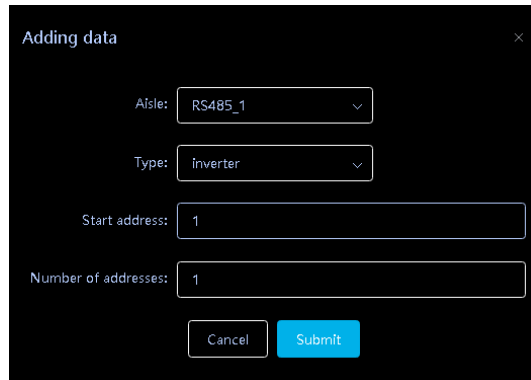 Adding data
Aisle: RS485_1
Type: inverter
Start address: 1
Number of addresses: 1
Cancel Submit